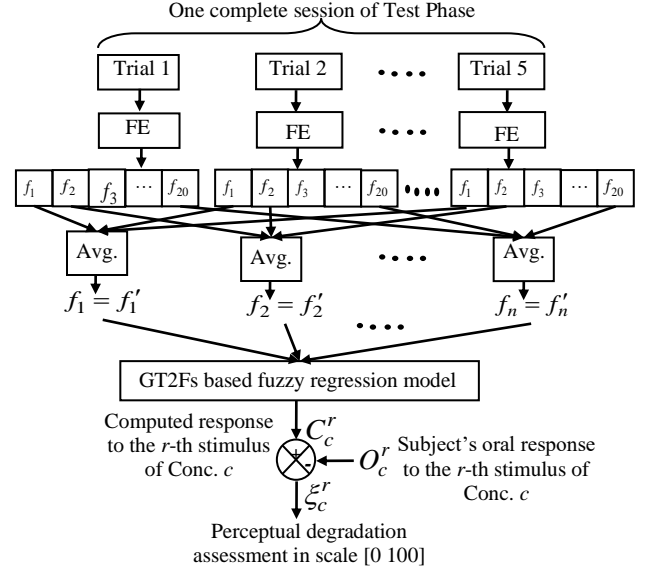 One complete session of Test Phase
Trial 1 Trial 2 •••• Trial 5
FE FE •••• FE
f₁ f₂ f₃ ⋯ f₂₀ f₁ f₂ f₃ ⋯ f₂₀ •••• f₁ f₂ f₃ ⋯ f₂₀
Avg. Avg. •••• Avg.
f₁ = f₁′ f₂ = f₂′ fₙ = fₙ′
••••
GT2Fs based fuzzy regression model
Computed response
to the r-th stimulus
of Conc. c
C_c^r
+
-
O_c^r
Subject's oral response
to the r-th stimulus of
Conc. c
ξ_c^r
Perceptual degradation
assessment in scale [0 100]